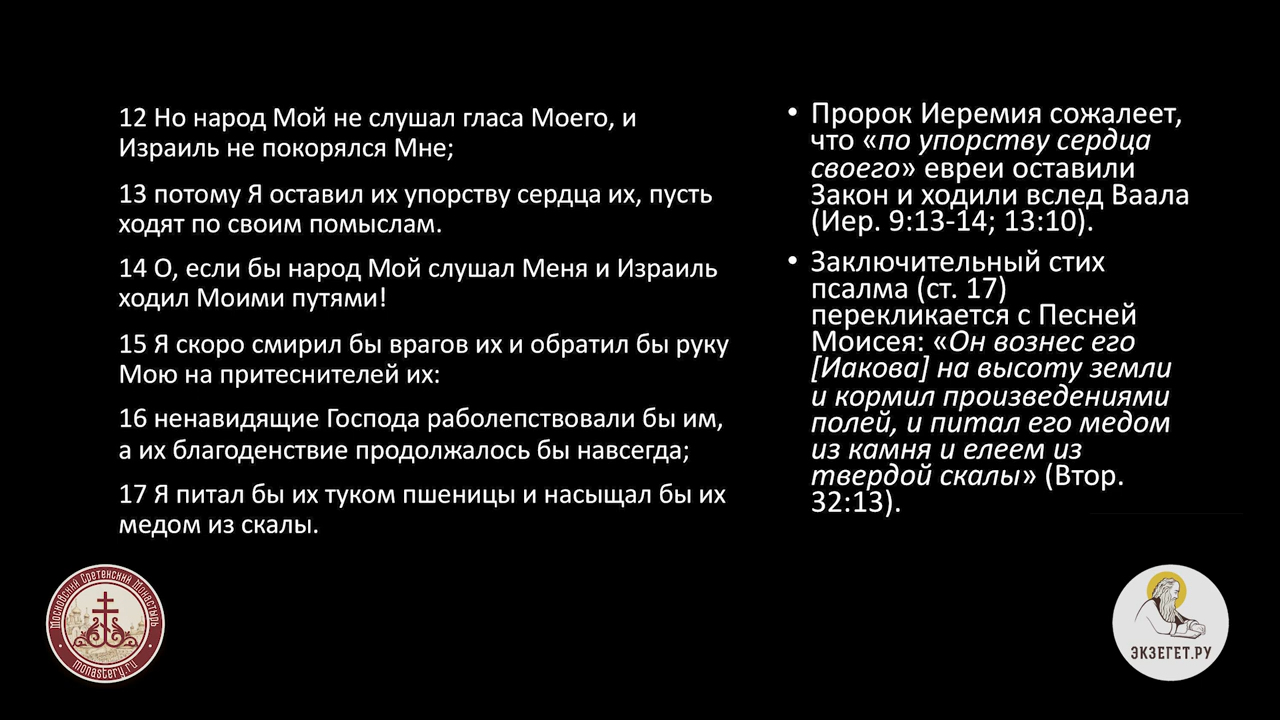 12 Но народ Мой не слушал гласа Моего, и
Израиль не покорялся Мне;
13 потому Я оставил их упорству сердца их, пусть
ходят по своим помыслам.
14 О, если бы народ Мой слушал Меня и Израиль
ходил Моими путями!
15 Я скоро смирил бы врагов их и обратил бы руку
Мою на притеснителей их:
16 ненавидящие Господа раболепствовали бы им,
а их благоденствие продолжалось бы навсегда;
17 Я питал бы их туком пшеницы и насыщал бы их
медом из скалы.
• Пророк Иеремия сожалеет,
что «по упорству сердца
своего» евреи оставили
Закон и ходили вслед Ваала
(Иер. 9:13-14; 13:10).
• Заключительный стих
псалма (ст. 17)
перекликается с Песней
Моисея: «Он вознес его
[Иакова] на высоту земли
и кормил произведениями
полей, и питал его медом
из камня и елеем из
твердой скалы» (Втор.
32:13).
Московский Сретенский Монастырь
monastery.ru
ЭКЗЕГЕТ.РУ